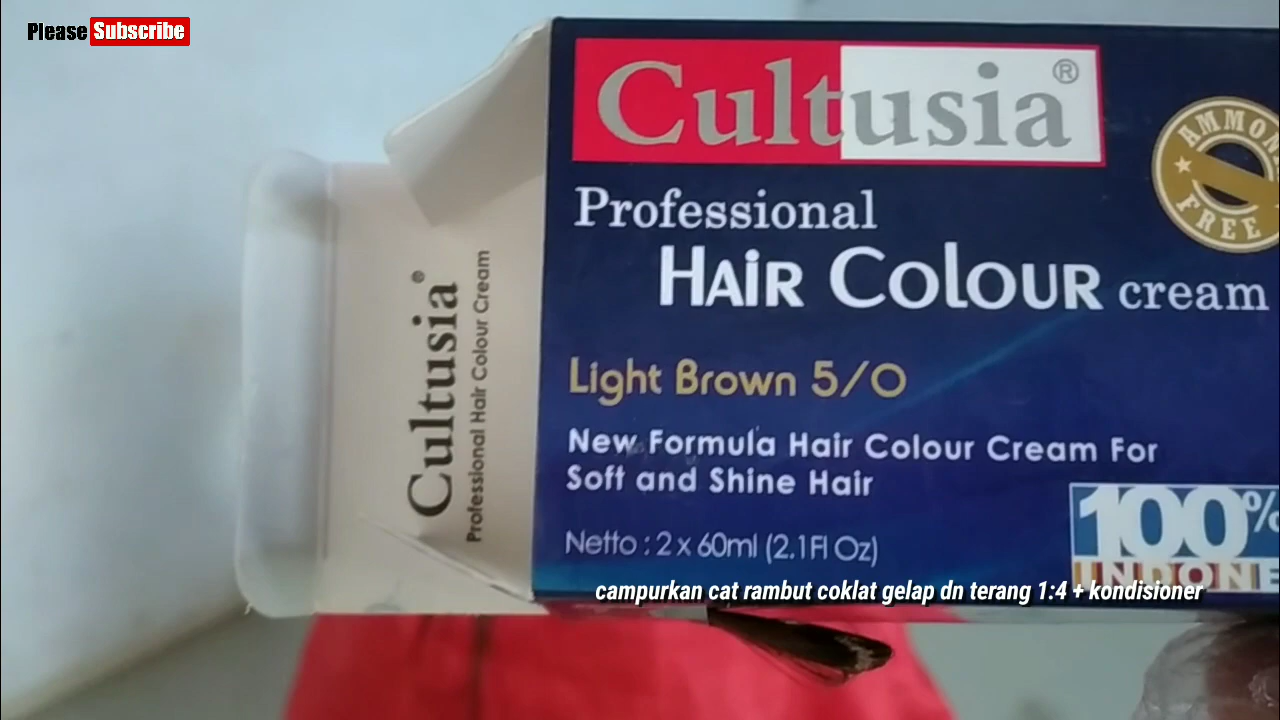 Please Subscribe
Cultusia®
Professional
HAiR COLOUR cream
Light Brown 5/0
New Formula Hair Colour Cream For
Soft and Shine Hair
Netto : 2 x 60ml (2.1Fl Oz)
100%
campurkan cat rambut coklat gelap dn terang 1:4 + kondisioner
FREE
Cultusia®
Professional Hair Colour Cream